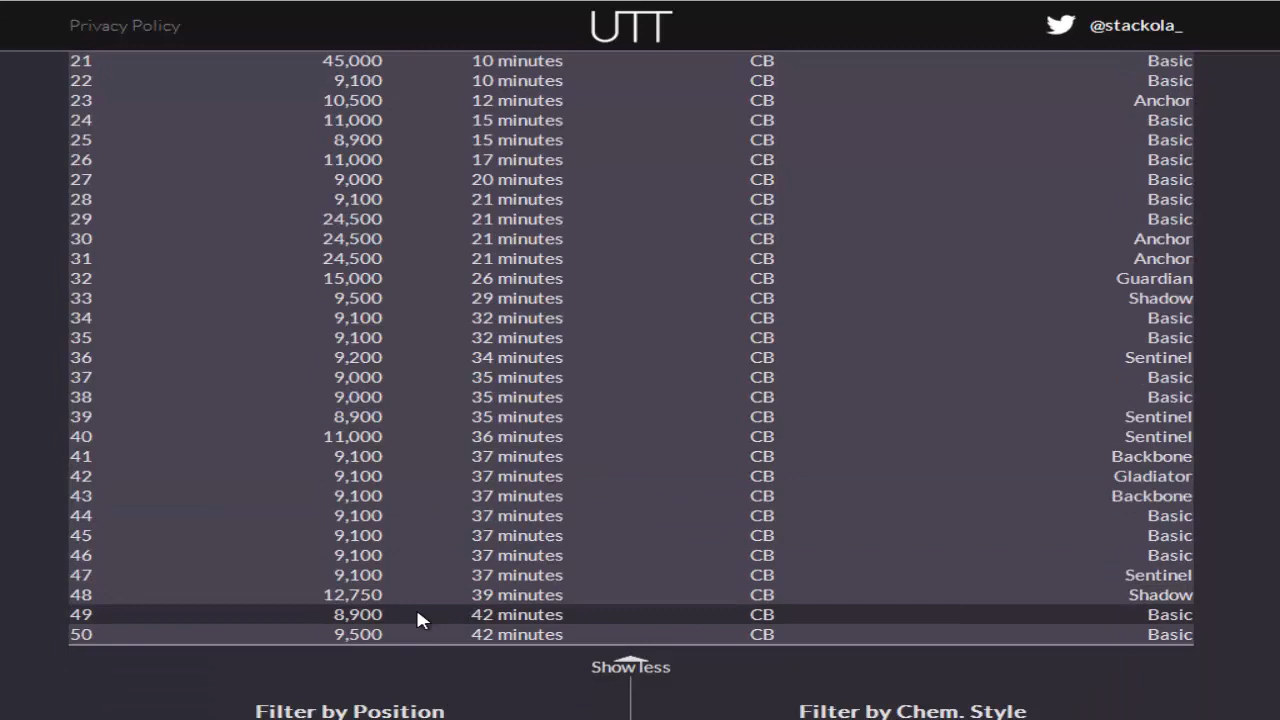 Privacy Policy UTT @stackola_
21 45,000 10 minutes CB Basic
22 9,100 10 minutes CB Basic
23 10,500 12 minutes CB Anchor
24 11,000 15 minutes CB Basic
25 8,900 15 minutes CB Basic
26 11,000 17 minutes CB Basic
27 9,000 20 minutes CB Basic
28 9,100 21 minutes CB Basic
29 24,500 21 minutes CB Basic
30 24,500 21 minutes CB Anchor
31 24,500 21 minutes CB Anchor
32 15,000 26 minutes CB Guardian
33 9,500 29 minutes CB Shadow
34 9,100 32 minutes CB Basic
35 9,100 32 minutes CB Basic
36 9,200 34 minutes CB Sentinel
37 9,000 35 minutes CB Basic
38 9,000 35 minutes CB Basic
39 8,900 35 minutes CB Sentinel
40 11,000 36 minutes CB Sentinel
41 9,100 37 minutes CB Backbone
42 9,100 37 minutes CB Gladiator
43 9,100 37 minutes CB Backbone
44 9,100 37 minutes CB Basic
45 9,100 37 minutes CB Basic
46 9,100 37 minutes CB Basic
47 9,100 37 minutes CB Sentinel
48 12,750 39 minutes CB Shadow
49 8,900 42 minutes CB Basic
50 9,500 42 minutes CB Basic
Show less
Filter by Position Filter by Chem. Style